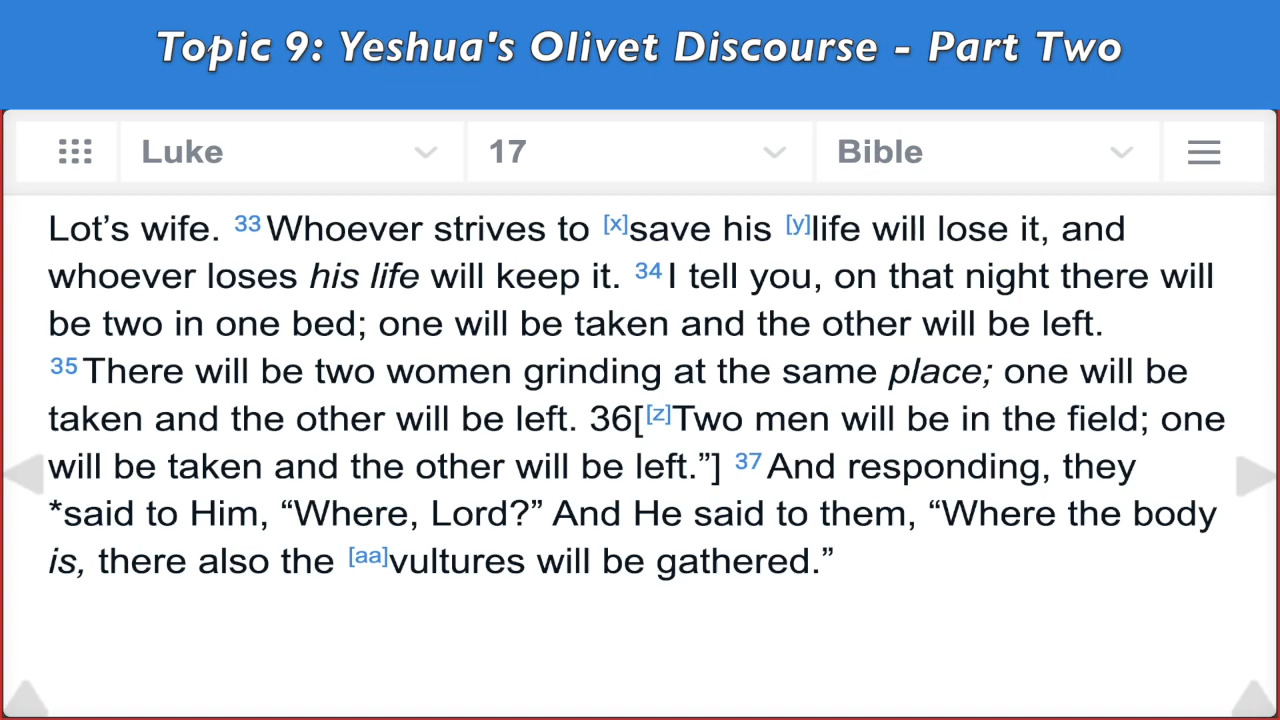 Topic 9: Yeshua's Olivet Discourse - Part Two
Luke 17 Bible
Lot’s wife. 33 Whoever strives to [x]save his [y]life will lose it, and
whoever loses his life will keep it. 34 I tell you, on that night there will
be two in one bed; one will be taken and the other will be left.
35 There will be two women grinding at the same place; one will be
taken and the other will be left. 36[[z]Two men will be in the field; one
will be taken and the other will be left.”] 37 And responding, they
*said to Him, “Where, Lord?” And He said to them, “Where the body
is, there also the [aa]vultures will be gathered.”